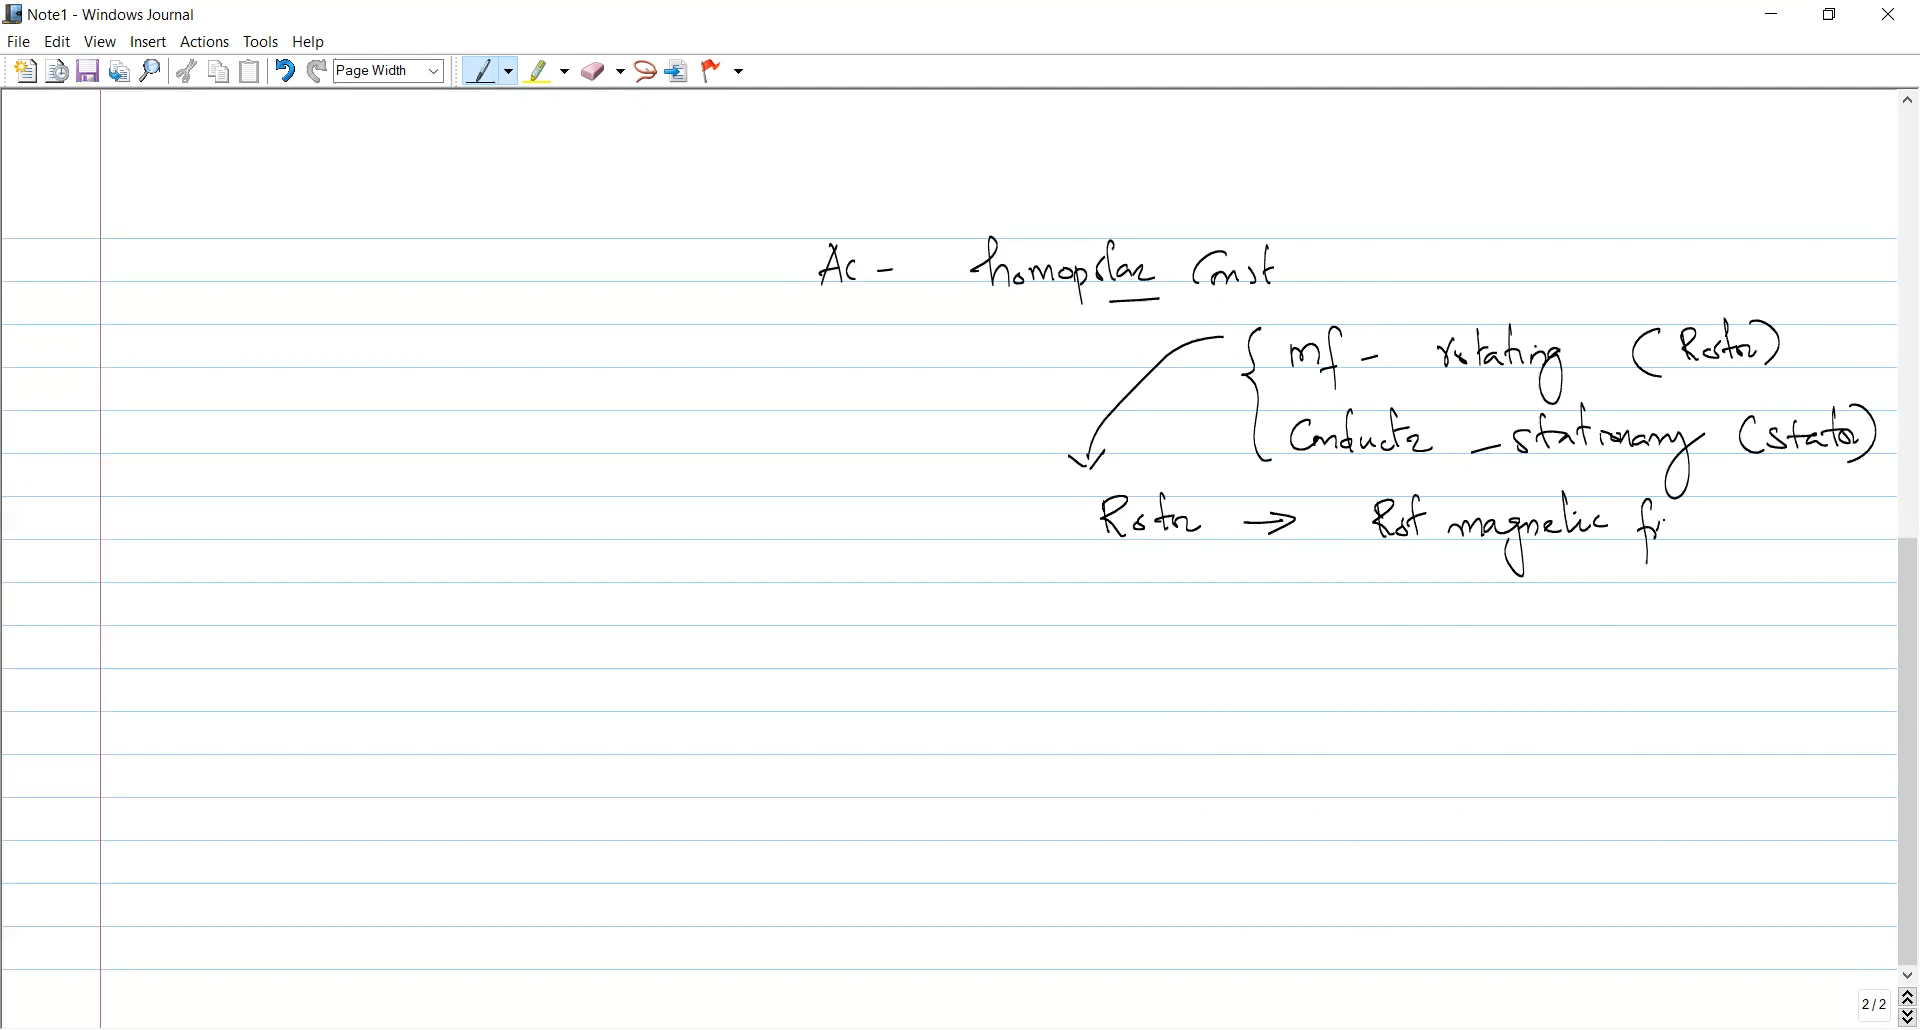 Note1 - Windows Journal
File Edit View Insert Actions Tools Help
Page Width
Ac - homopolar Const
mf - rotating (Rotor)
Conductor - stationary (stator)
Rotor → Rot magnetic fi
2 / 2